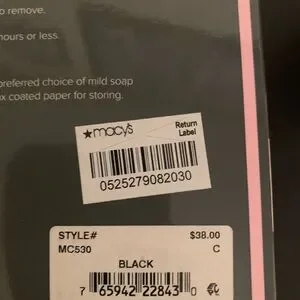 to remove.
hours or less.
preferred choice of mild soap
coated paper for storing.
★macy's
Return
Label
0525279082030
STYLE#
$38.00
MC530
C
BLACK
7 65942 22843 0